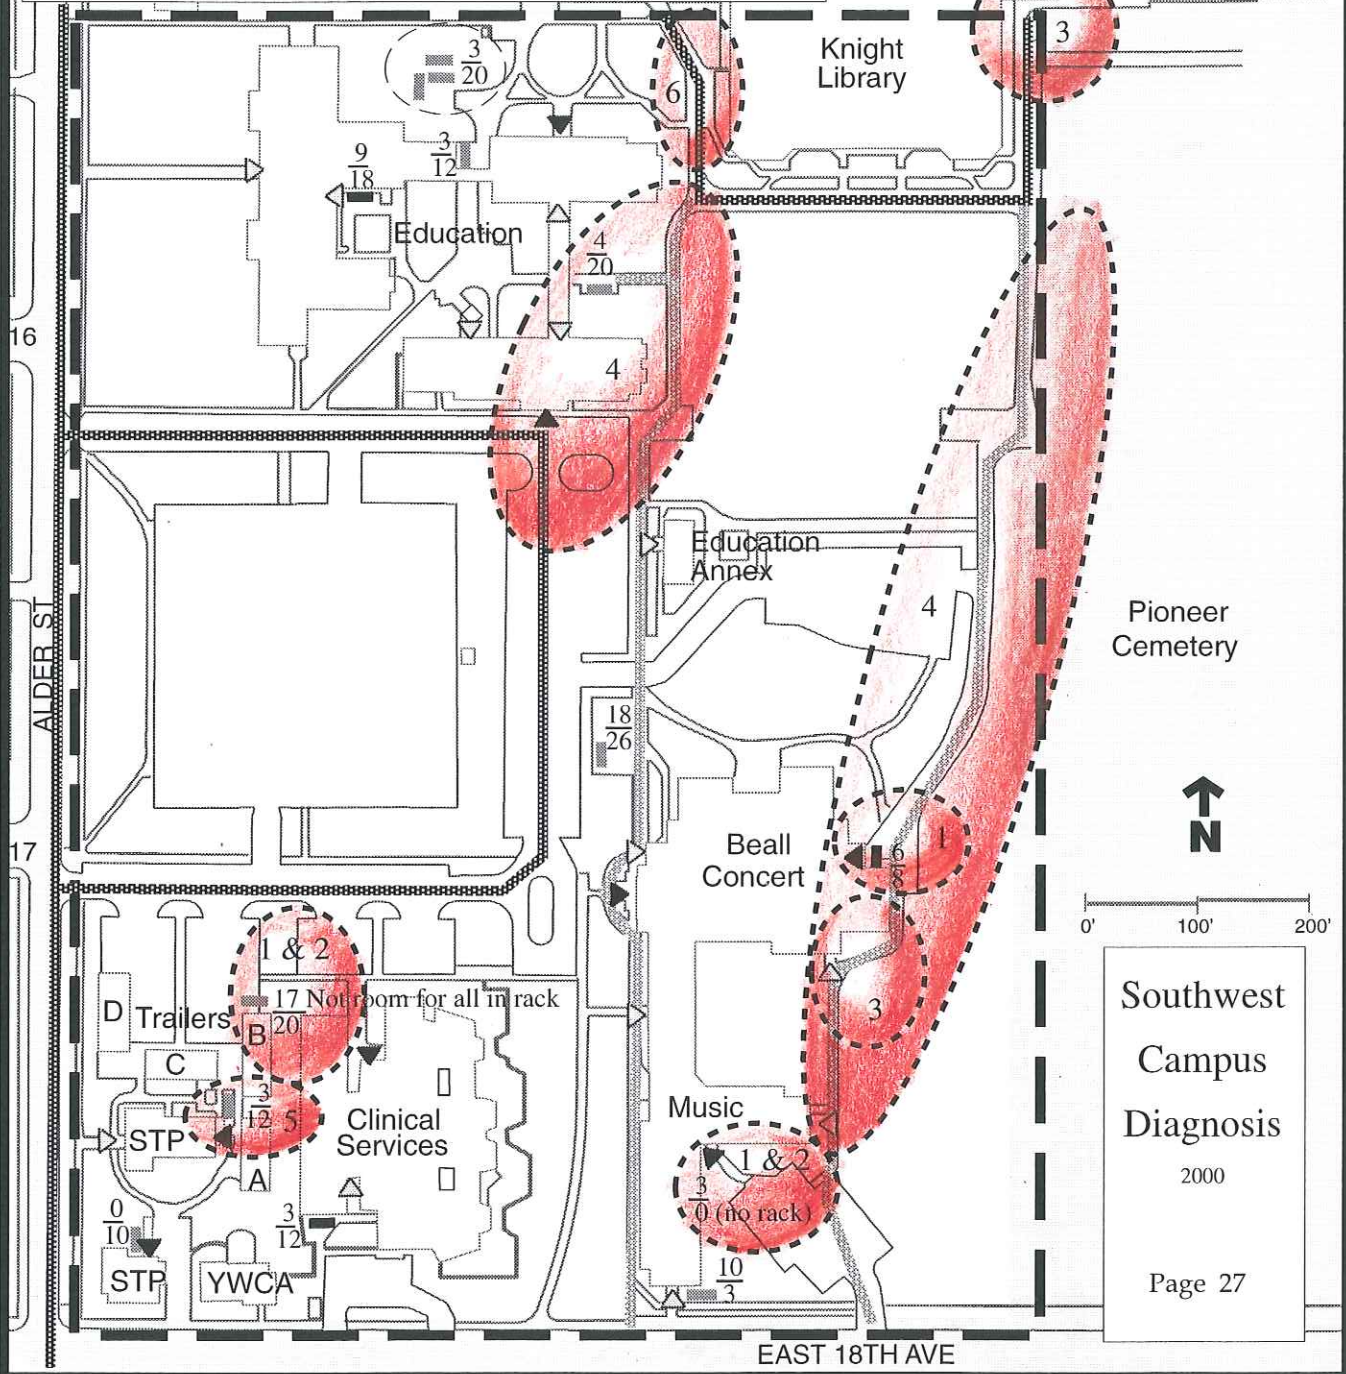 3
Knight
Library
3
20
6
9
18
3
12
Education
4
20
16
4
Education
Annex
4
Pioneer
Cemetery
ALDER ST
18
26
N
17
Beall
Concert
1
6
0'
100'
200'
1 & 2
17 Not room for all in rack
20
D
Trailers
B
C
3
Southwest
Campus
Diagnosis
2000
Page 27
3
12
5
Music
Clinical
Services
STP
A
1 & 2
3
0 (no rack)
0
10
3
12
STP
YWCA
10
3
EAST 18TH AVE